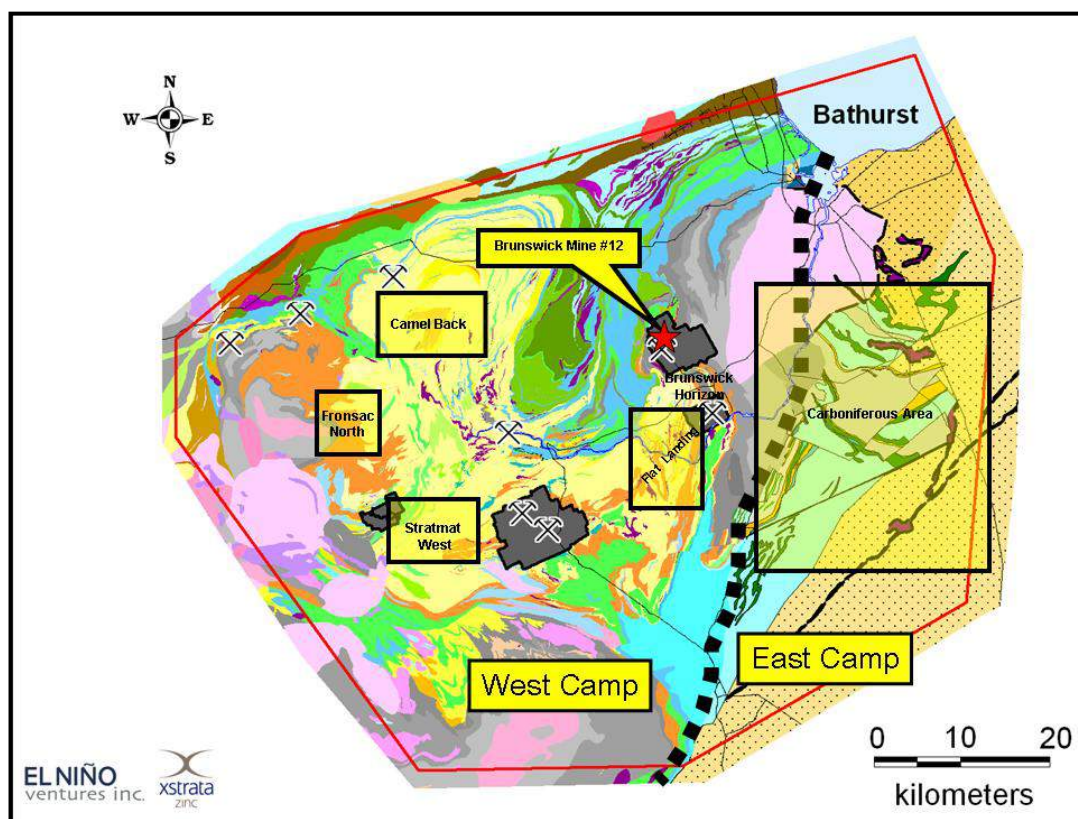 N
W E
S
Bathurst
Brunswick Mine #12
Camel Back
Brunswick
Horizon
Fronsac
North
Flat Landing
Carboniferous Area
Stratmat
West
West Camp
East Camp
0 10 20
kilometers
EL NIÑO
ventures inc.
xstrata
zinc